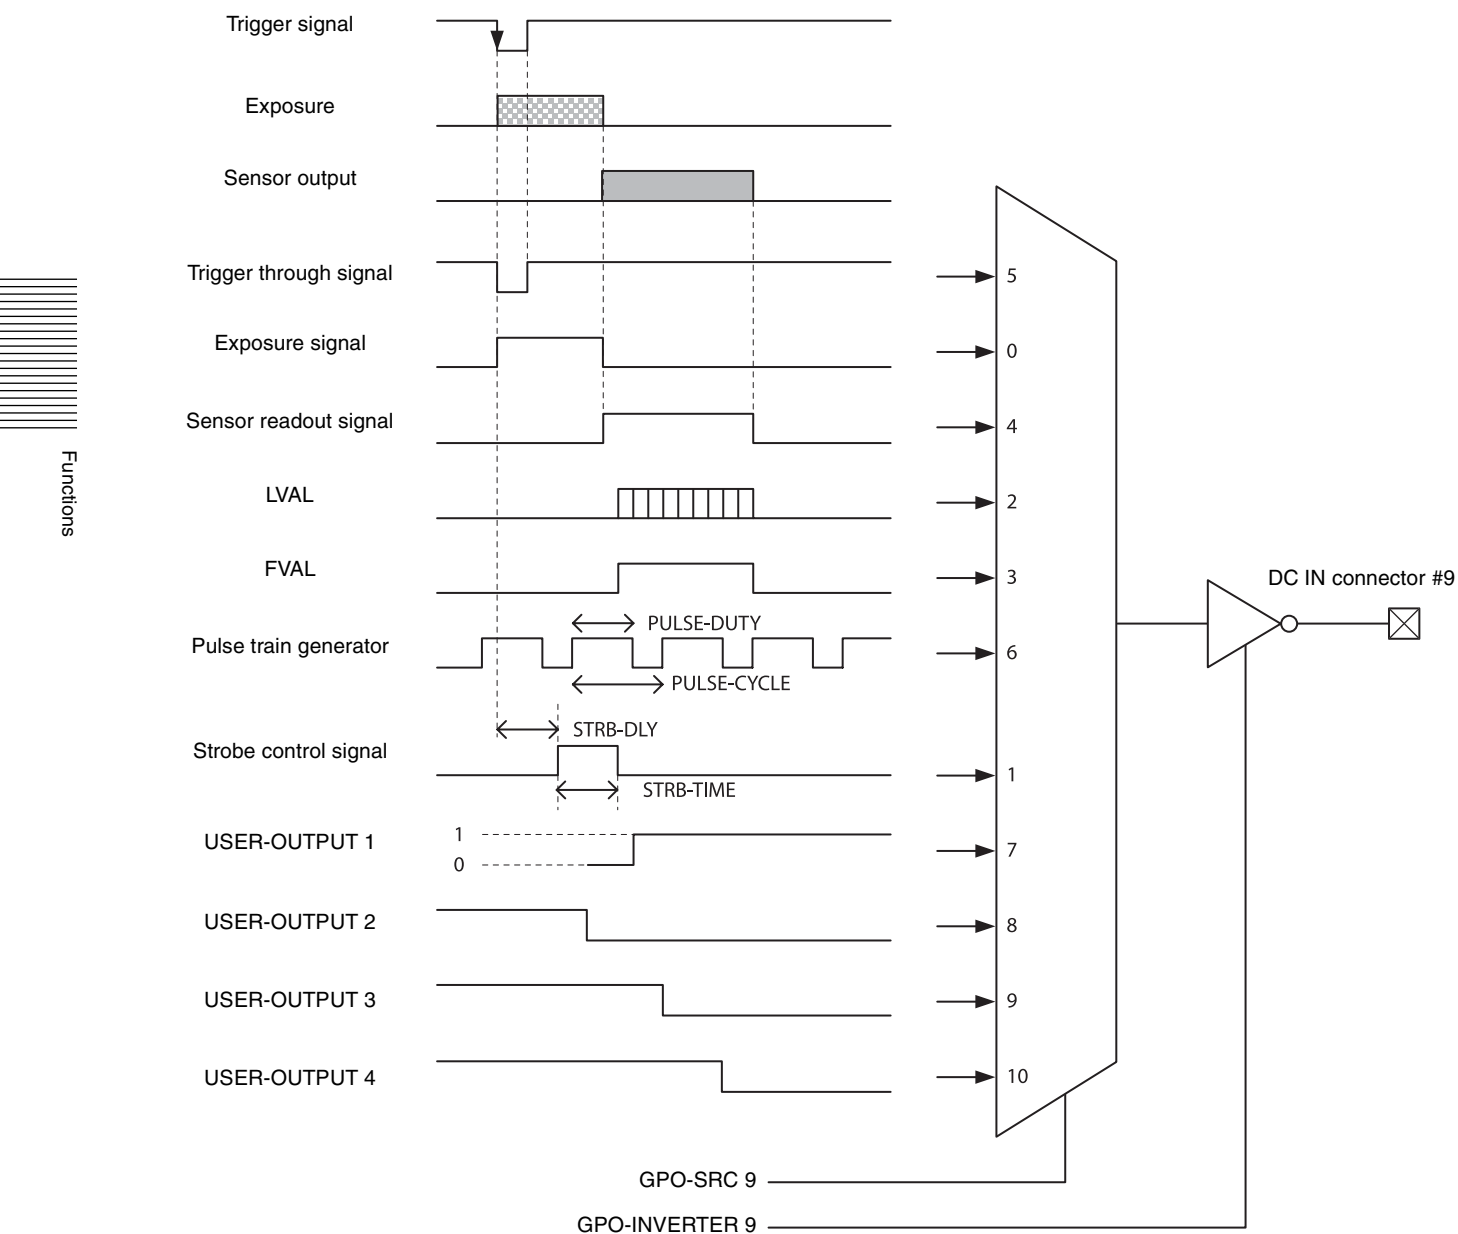 Trigger signal
Exposure
Sensor output
Trigger through signal
5
Exposure signal
0
Sensor readout signal
4
LVAL
2
FVAL
3
DC IN connector #9
Functions
Pulse train generator
PULSE-DUTY
PULSE-CYCLE
6
Strobe control signal
STRB-DLY
STRB-TIME
1
USER-OUTPUT 1
1
0
7
USER-OUTPUT 2
8
USER-OUTPUT 3
9
USER-OUTPUT 4
10
GPO-SRC 9
GPO-INVERTER 9